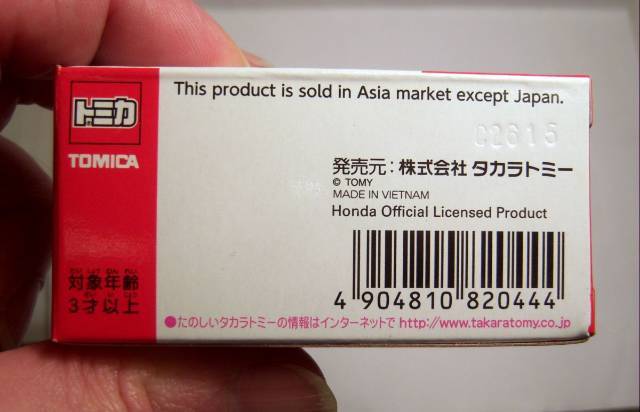 トミカ
TOMICA
This product is sold in Asia market except Japan.
C2615
発売元：株式会社 タカラトミー
© TOMY
MADE IN VIETNAM
Honda Official Licensed Product
4 904810 820444
対象年齢
3才以上
●たのしいタカラトミーの情報はインターネットで http://www.takaratomy.co.jp